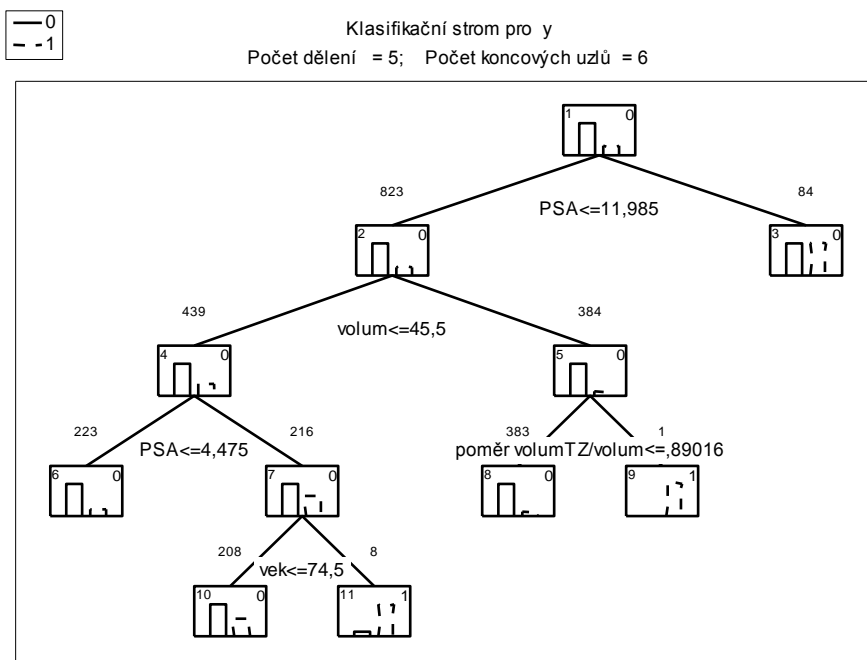 0
1
Klasifikační strom pro y
Počet dělení = 5; Počet koncových uzlů = 6
1 0
823 84
PSA<=11,985
2 0 3 0
439 384
volum<=45,5
4 0 5 0
223 216 383 1
PSA<=4,475 poměr volumTZ/volum<=,89016
6 0 7 0 8 0 9 1
208 8
vek<=74,5
10 0 11 1